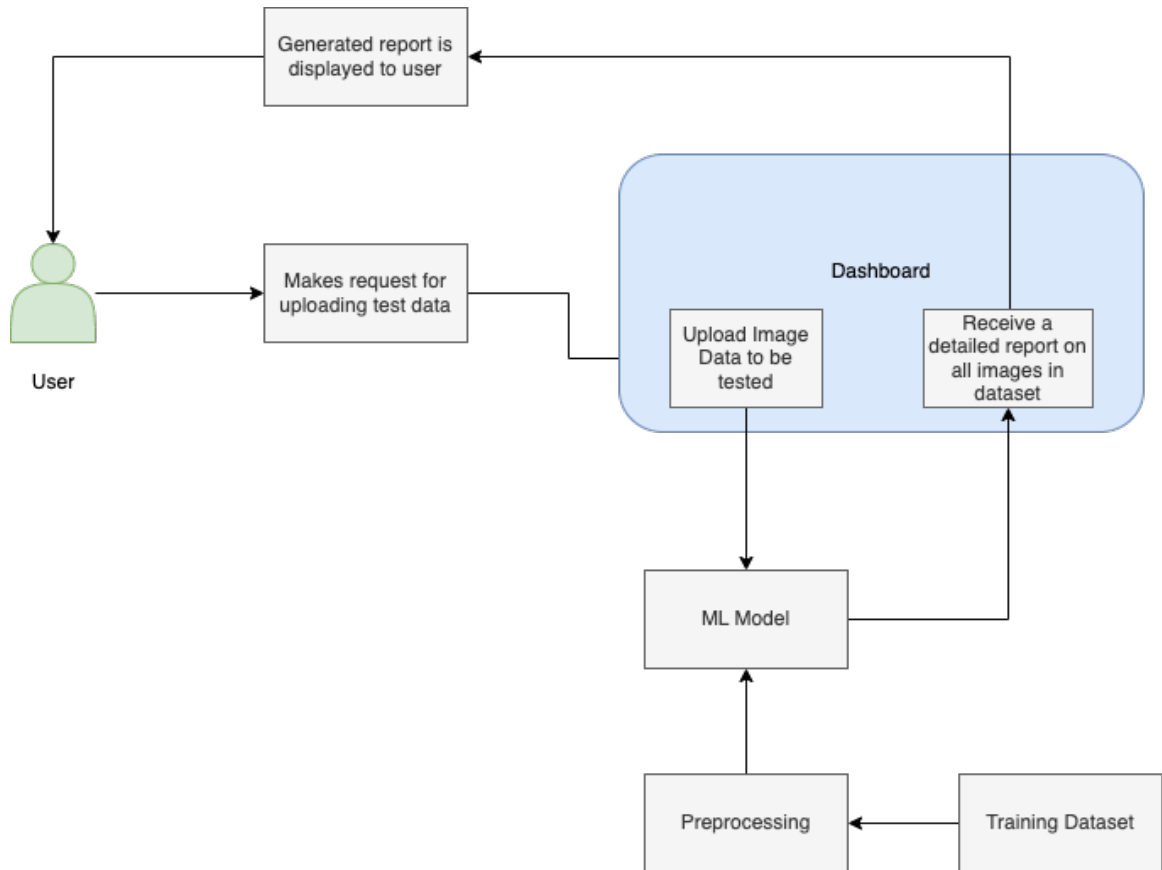 Generated report is
displayed to user
Makes request for
uploading test data
User
Dashboard
Upload Image
Data to be
tested
Receive a
detailed report on
all images in
dataset
ML Model
Preprocessing
Training Dataset